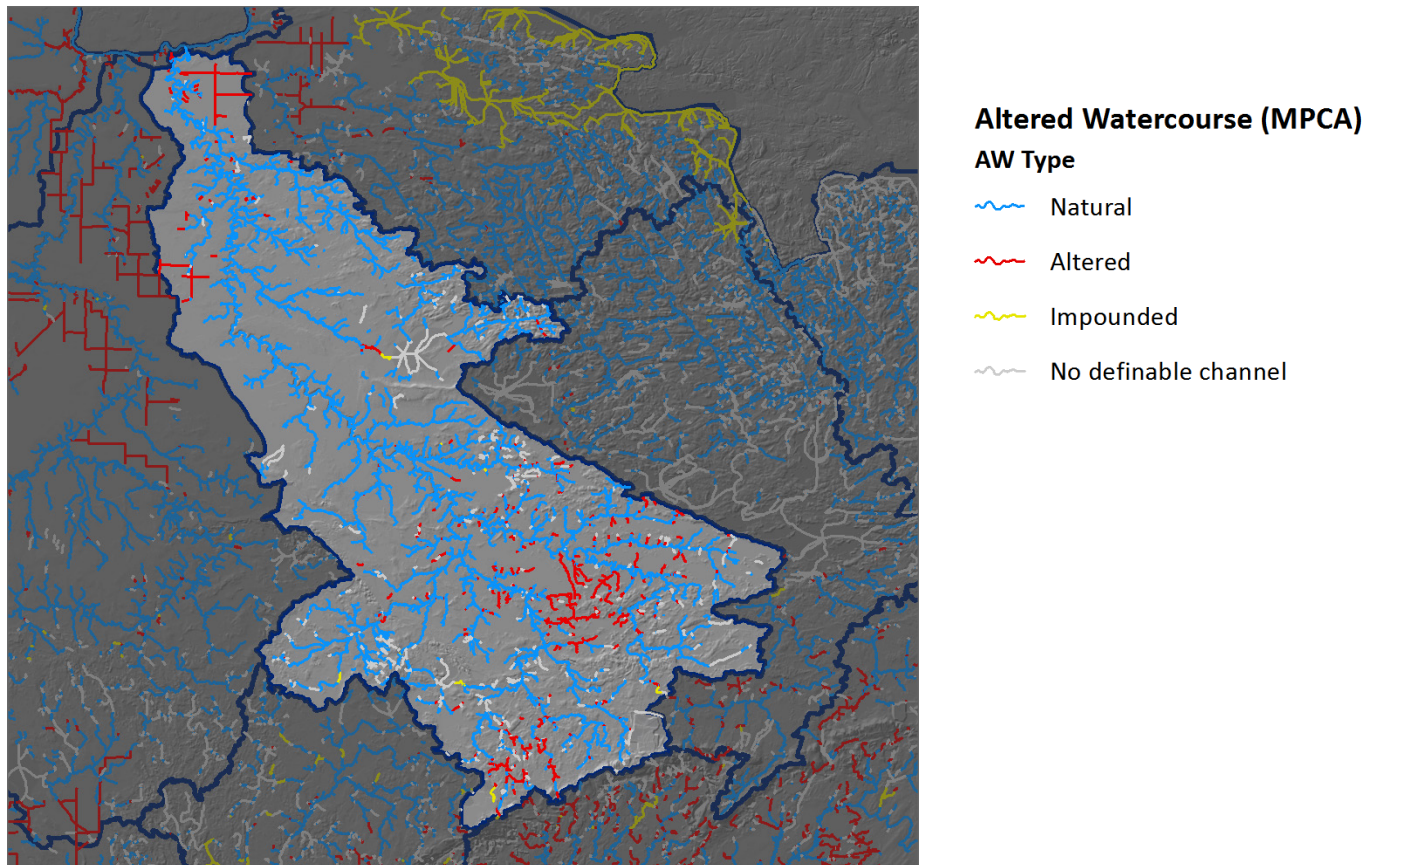 Altered Watercourse (MPCA)
AW Type
Natural
Altered
Impounded
No definable channel